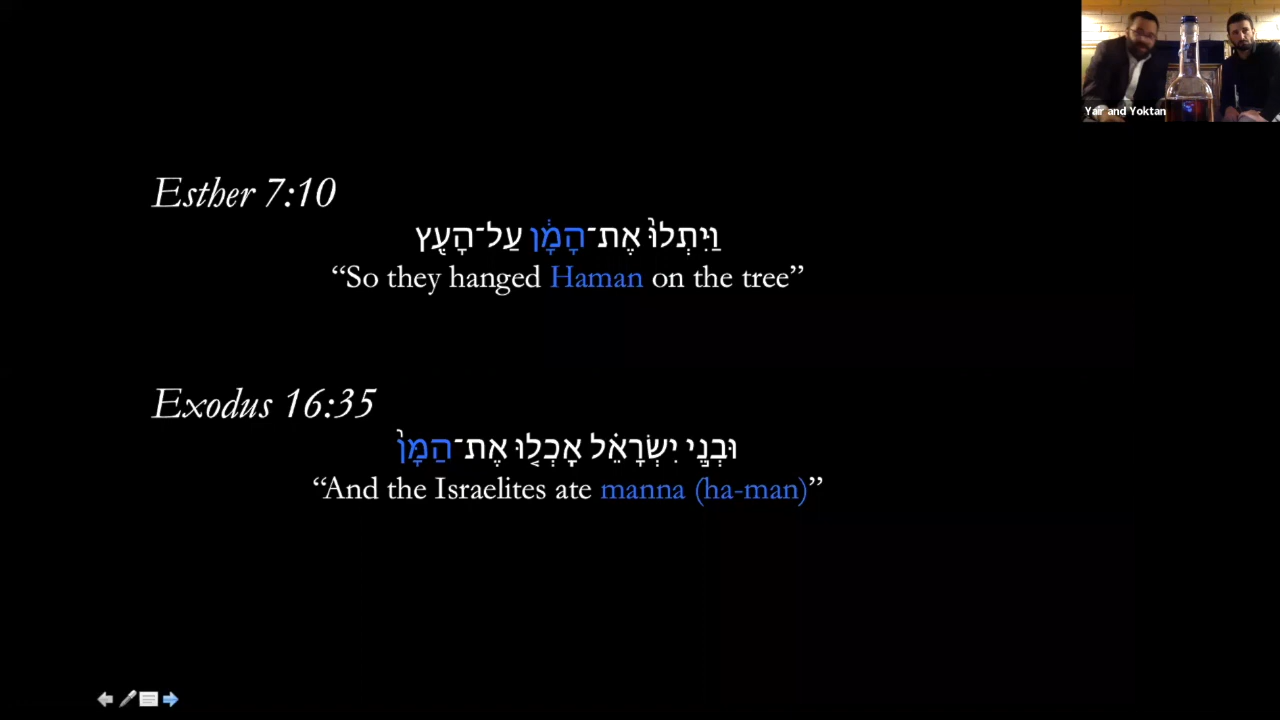 Yair and Yoktan
Esther 7:10
וַיִּתְלוּ֙ אֶת־הָמָ֔ן עַל־הָעֵ֖ץ
“So they hanged Haman on the tree”
Exodus 16:35
וּבְנֵ֣י יִשְׂרָאֵ֗ל אָֽכְל֤וּ אֶת־הַמָּן֙
“And the Israelites ate manna (ha-man)”